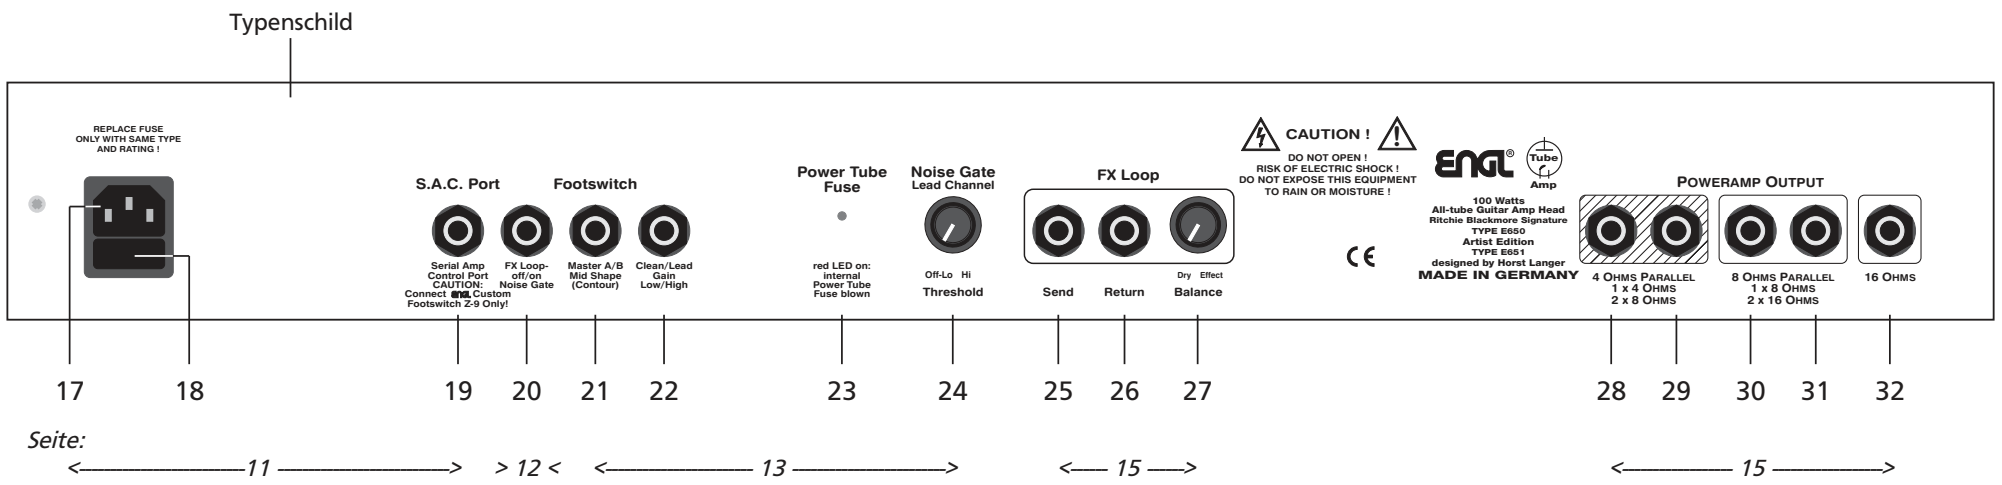 Typenschild
REPLACE FUSE
ONLY WITH SAME TYPE
AND RATING !
S.A.C. Port
Footswitch
Serial Amp
Control Port
CAUTION:
Connect ENGL Custom
Footswitch Z-9 Only!
FX Loop-
off/on
Noise Gate
Master A/B
Mid Shape
(Contour)
Clean/Lead
Gain
Low/High
Power Tube
Fuse
red LED on:
internal
Power Tube
Fuse blown
Noise Gate
Lead Channel
Off-Lo Hi
Threshold
FX Loop
Dry Effect
Send Return Balance
CAUTION !
DO NOT OPEN !
RISK OF ELECTRIC SHOCK !
DO NOT EXPOSE THIS EQUIPMENT
TO RAIN OR MOISTURE !
CE
ENGL®
Tube
Amp
100 Watts
All-tube Guitar Amp Head
Ritchie Blackmore Signature
TYPE E650
Artist Edition
TYPE E651
designed by Horst Langer
MADE IN GERMANY
POWERAMP OUTPUT
4 OHMS PARALLEL
1 x 4 OHMS
2 x 8 OHMS
8 OHMS PARALLEL
1 x 8 OHMS
2 x 16 OHMS
16 OHMS
17 18 19 20 21 22 23 24 25 26 27 28 29 30 31 32
Seite:
<---11---> > 12 < <---13---> <---15---> <---15--->